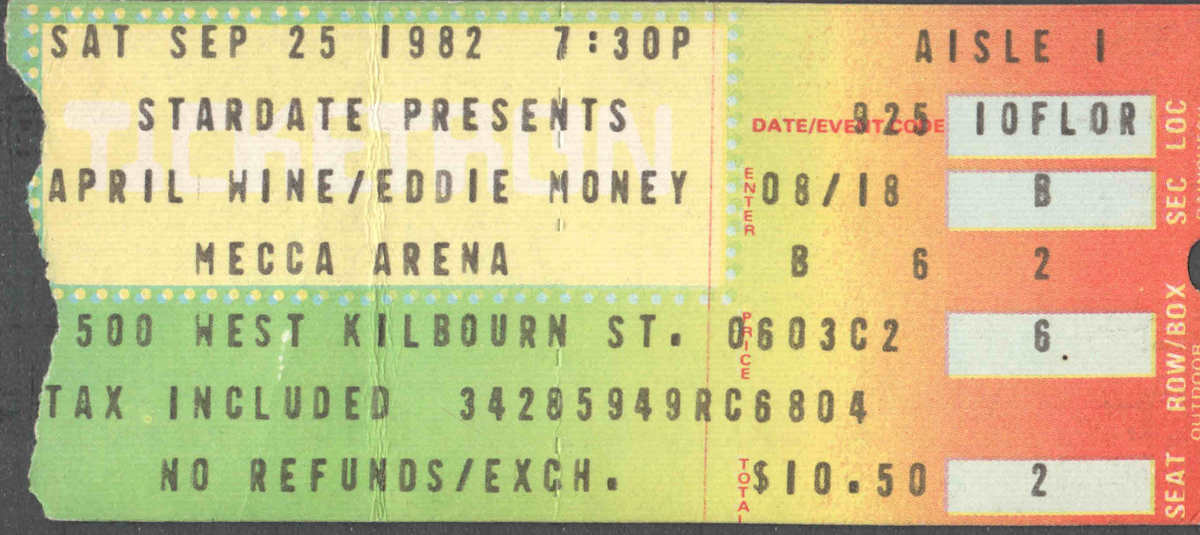 SAT SEP 25 1982 7:30P AISLE 1
STARDATE PRESENTS
TICKETRON
DATE/EVENT CODE 925 10FLOR LOC
APRIL WINE/EDDIE MONEY
ENTER 08/18 B SEC
MECCA ARENA B 6 2
500 WEST KILBOURN ST. 0603C2 6 ROW/BOX
PRICE
TAX INCLUDED 34285949RC6804
NO REFUNDS/EXCH. TOTAL $10.50 2 SEAT
OUTDOOR